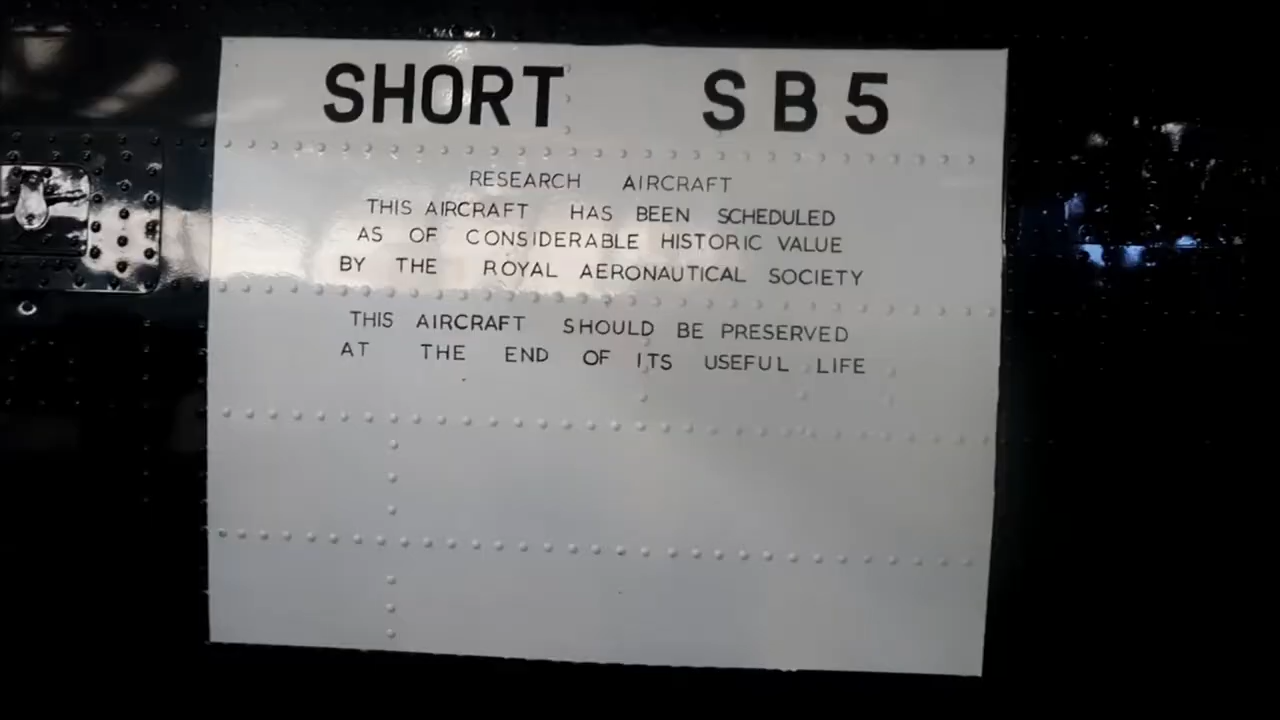 SHORT SB5
RESEARCH AIRCRAFT
THIS AIRCRAFT HAS BEEN SCHEDULED
AS OF CONSIDERABLE HISTORIC VALUE
BY THE ROYAL AERONAUTICAL SOCIETY
THIS AIRCRAFT SHOULD BE PRESERVED
AT THE END OF ITS USEFUL LIFE